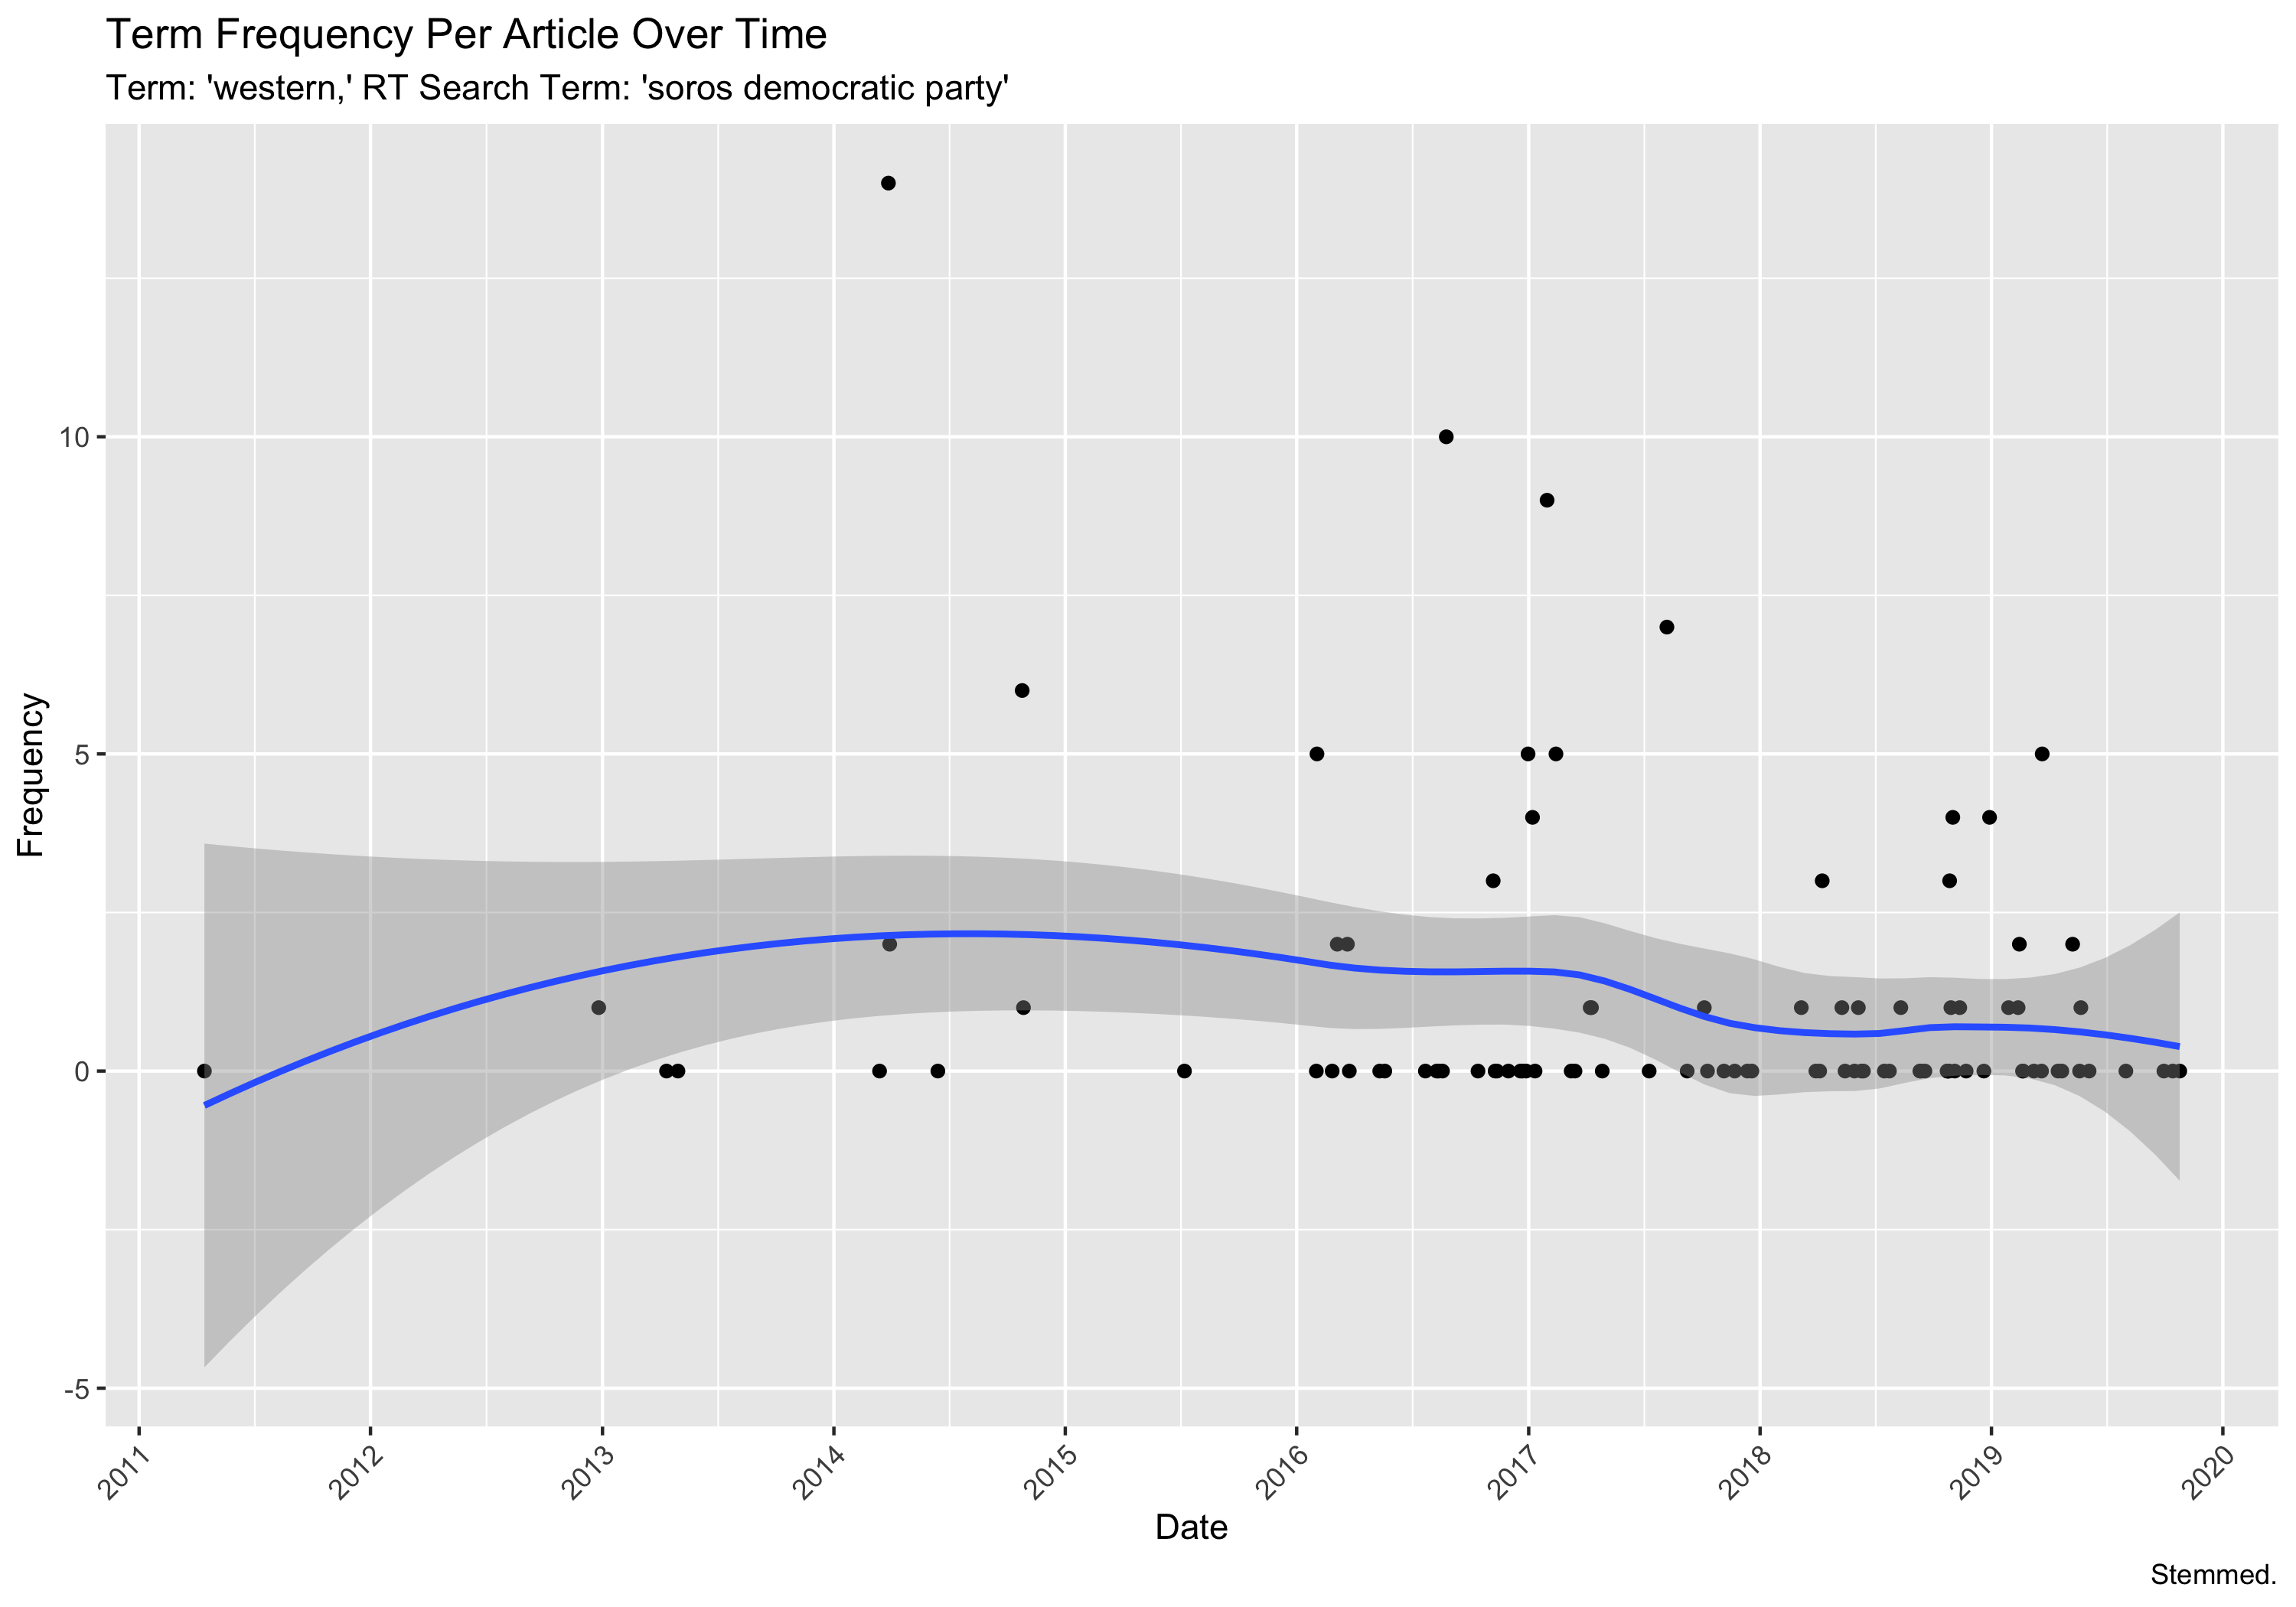 Term Frequency Per Article Over Time
Term: 'western,' RT Search Term: 'soros democratic party'
Frequency
10
5
0
-5
2011
2012
2013
2014
2015
2016
2017
2018
2019
2020
Date
Stemmed.